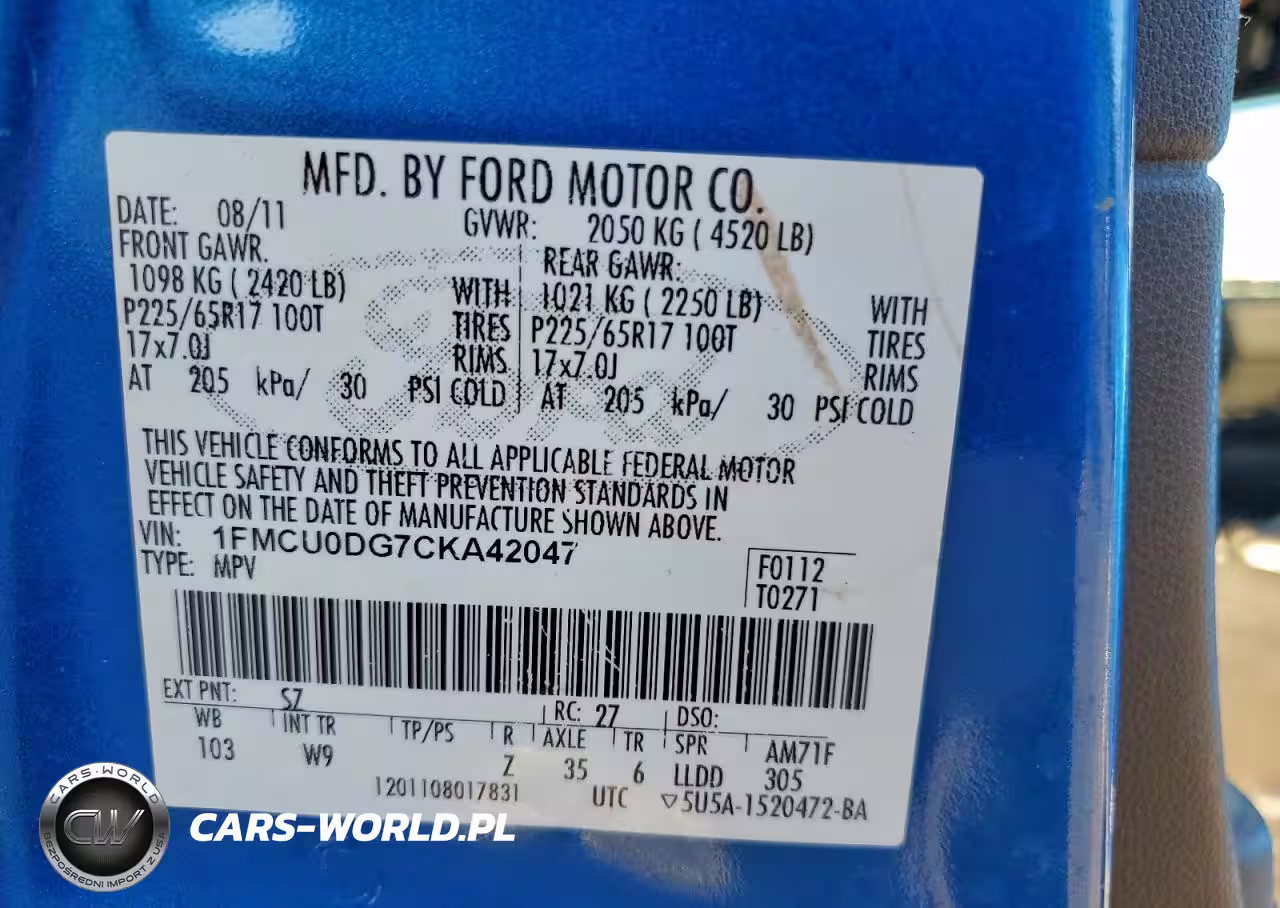 MFD. BY FORD MOTOR CO.
DATE: 08/11 GVWR: 2050 KG ( 4520 LB)
FRONT GAWR: REAR GAWR:
1098 KG ( 2420 LB) WITH 1021 KG ( 2250 LB) WITH
P225/65R17 100T TIRES P225/65R17 100T TIRES
17x7.0J RIMS 17x7.0J RIMS
AT 205 kPa/ 30 PSI COLD AT 205 kPa/ 30 PSI COLD
THIS VEHICLE CONFORMS TO ALL APPLICABLE FEDERAL MOTOR
VEHICLE SAFETY AND THEFT PREVENTION STANDARDS IN
EFFECT ON THE DATE OF MANUFACTURE SHOWN ABOVE.
VIN: 1FMCU0DG7CKA42047
TYPE: MPV
F0112
T0271
EXT PNT: SZ RC: 27 DSO:
WB INT TR TP/PS R AXLE TR SPR AM71F
103 W9 Z 35 6 LLDD 305
1201108017831 UTC ▽5U5A-1520472-BA
Ford
CARS-WORLD
CW
BEZPOŚREDNI IMPORT Z USA
CARS-WORLD.PL